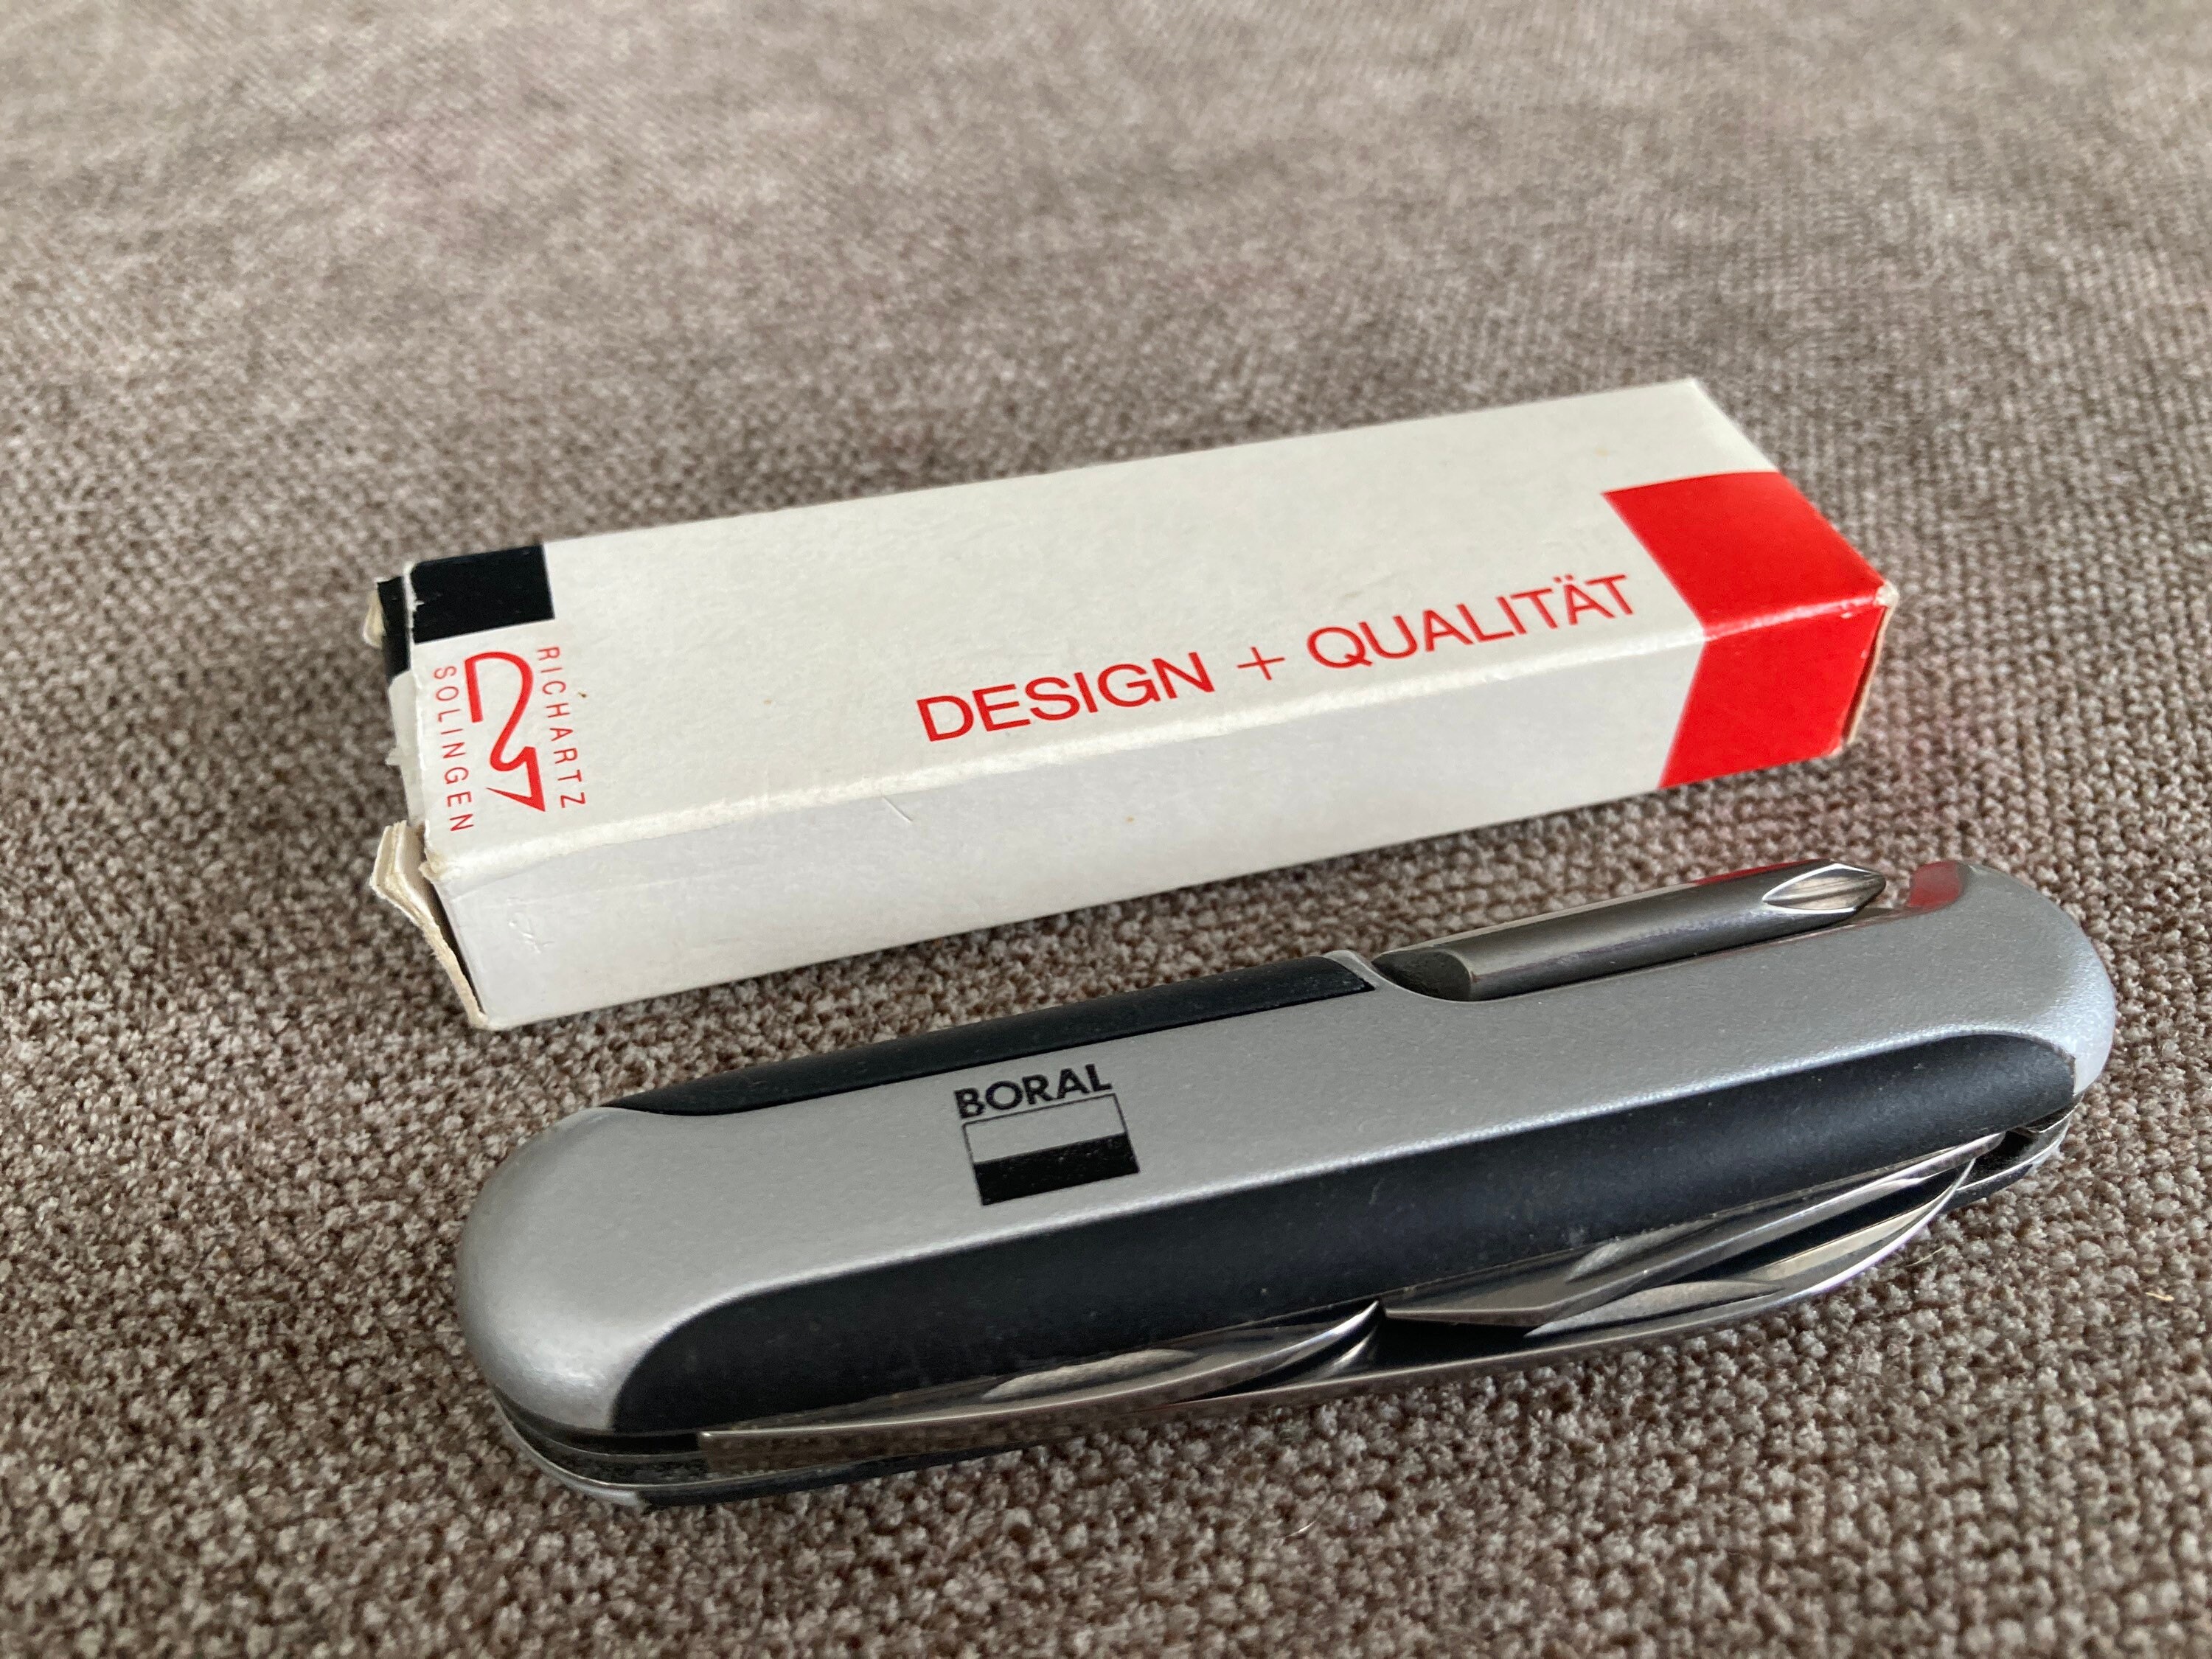 RICHARTZ
SOLINGEN
DESIGN + QUALITÄT
BORAL